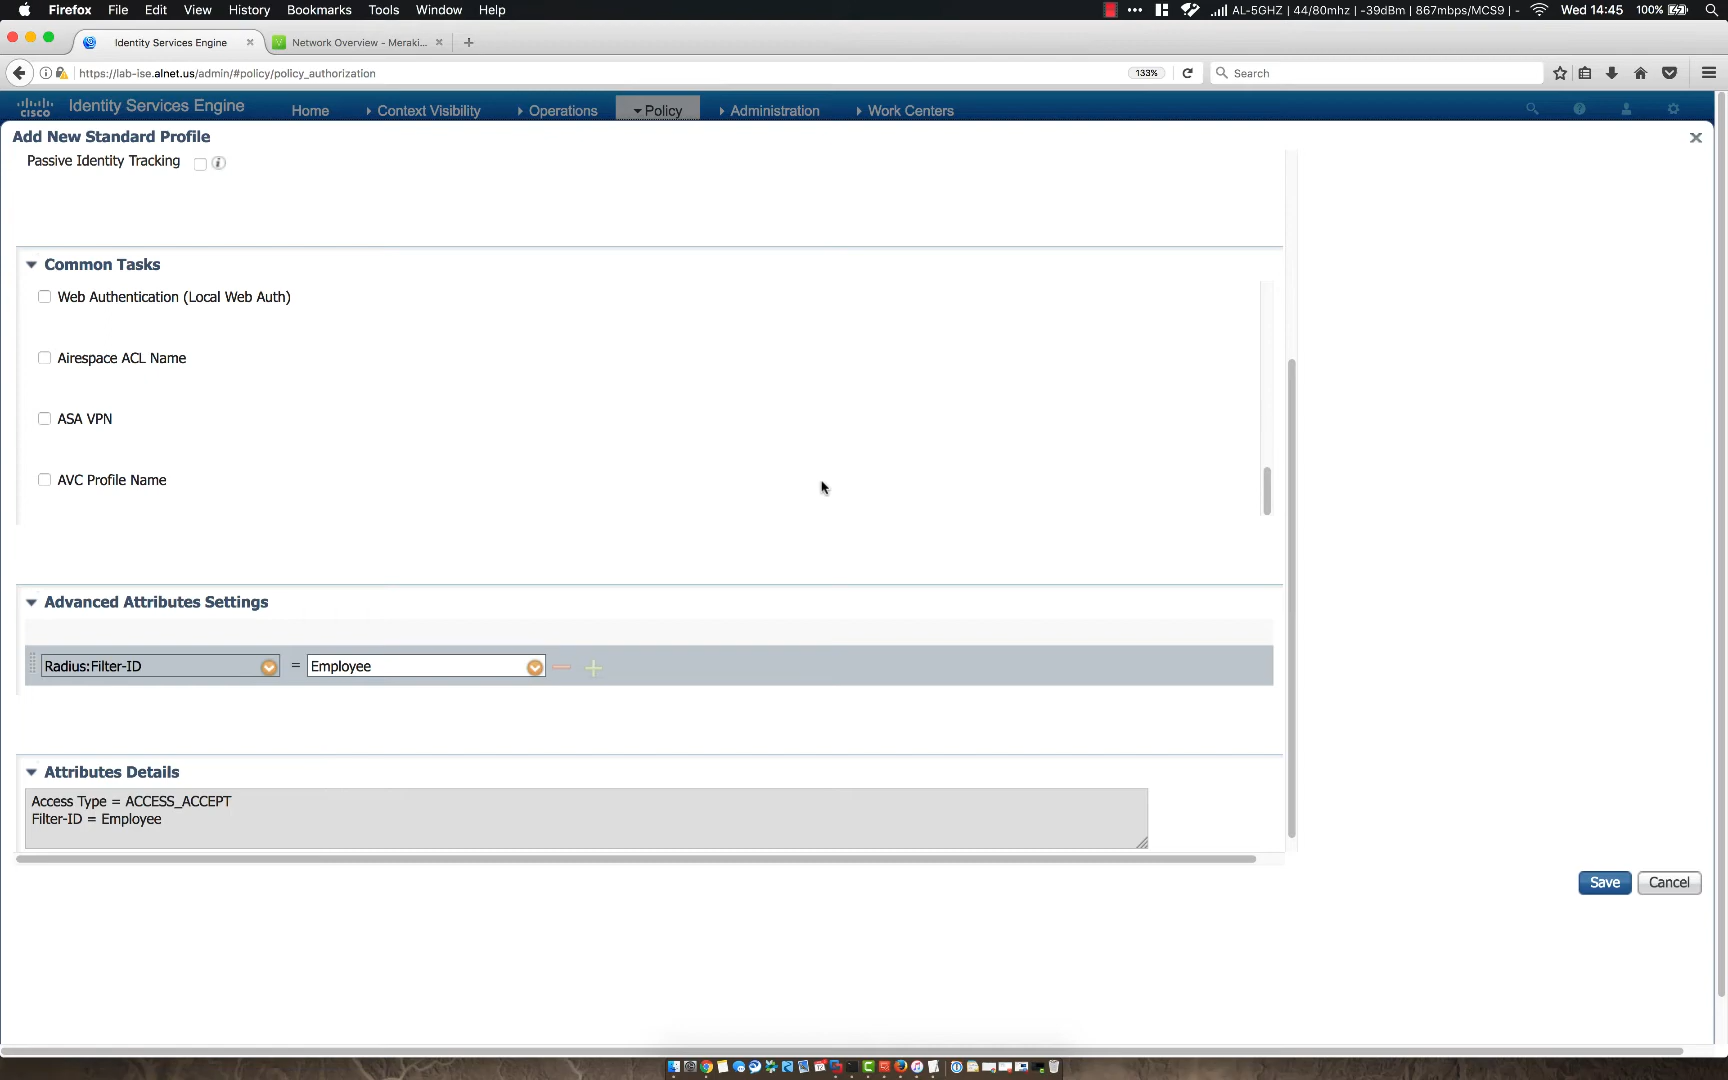 Firefox File Edit View History Bookmarks Tools Window Help AL-5GHZ | 44/80mhz | -39dBm | 867mbps/MCS9 | - Wed 14:45 100%
Identity Services Engine Network Overview - Meraki...
https://lab-ise.alnet.us/admin/#policy/policy_authorization 133% Search
cisco Identity Services Engine Home Context Visibility Operations Policy Administration Work Centers
Add New Standard Profile
Passive Identity Tracking
Common Tasks
Web Authentication (Local Web Auth)
Airespace ACL Name
ASA VPN
AVC Profile Name
Advanced Attributes Settings
Radius:Filter-ID = Employee
Attributes Details
Access Type = ACCESS_ACCEPT
Filter-ID = Employee
Save Cancel